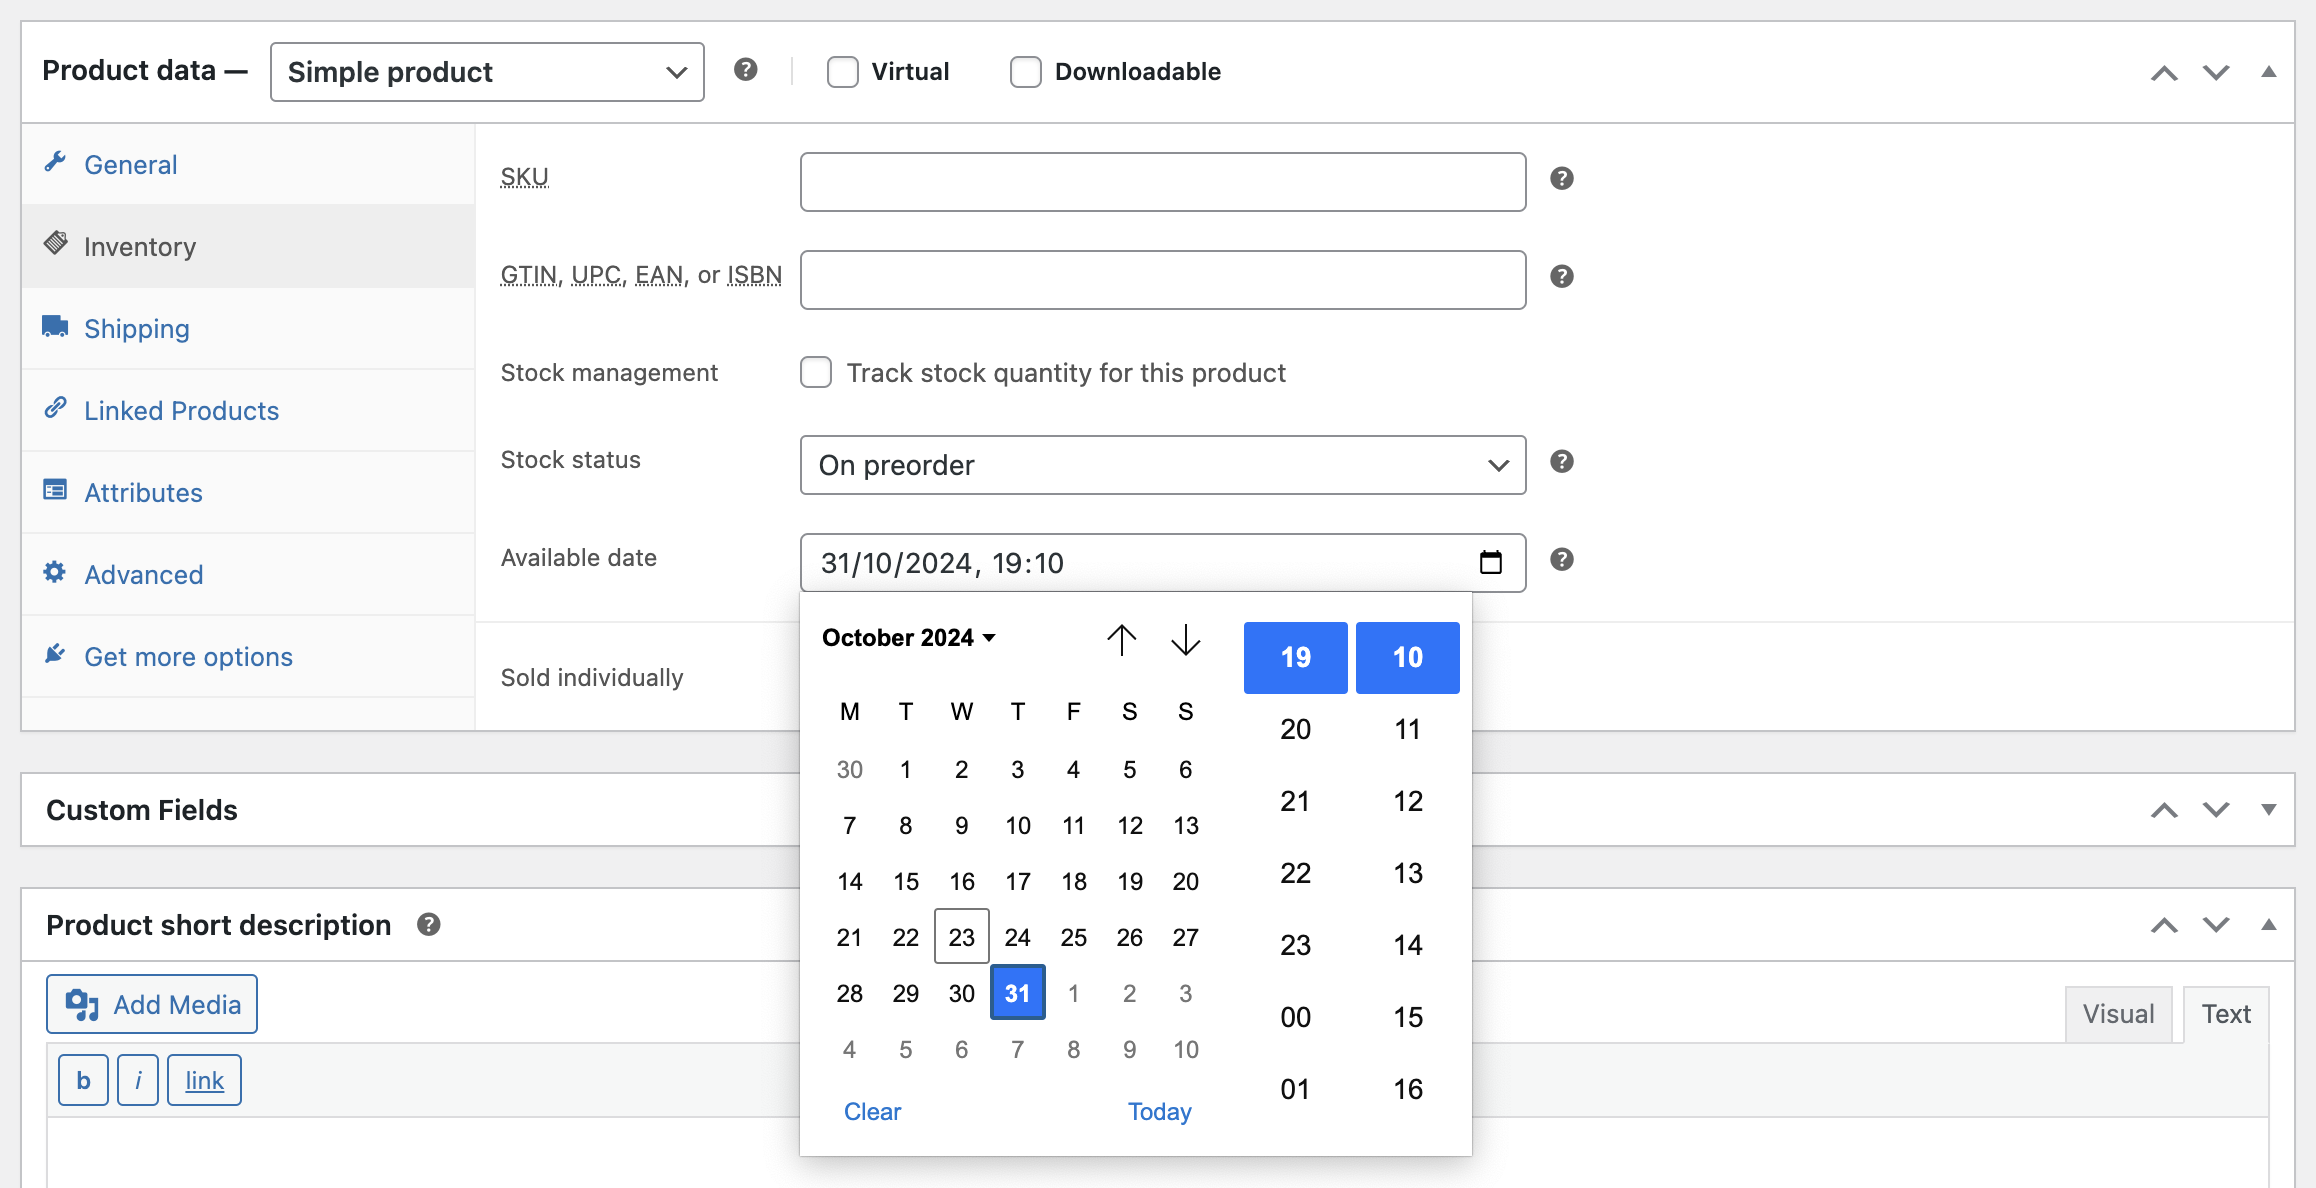 Product data — Simple product ? Virtual Downloadable
General
Inventory
Shipping
Linked Products
Attributes
Advanced
Get more options
SKU ?
GTIN, UPC, EAN, or ISBN ?
Stock management Track stock quantity for this product
Stock status On preorder ?
Available date 31/10/2024, 19:10 ?
Sold individually
October 2024
M T W T F S S
30 1 2 3 4 5 6
7 8 9 10 11 12 13
14 15 16 17 18 19 20
21 22 23 24 25 26 27
28 29 30 31 1 2 3
4 5 6 7 8 9 10
Clear Today
19 10
20 11
21 12
22 13
23 14
00 15
01 16
Custom Fields
Product short description ?
Add Media
Visual Text
b i link